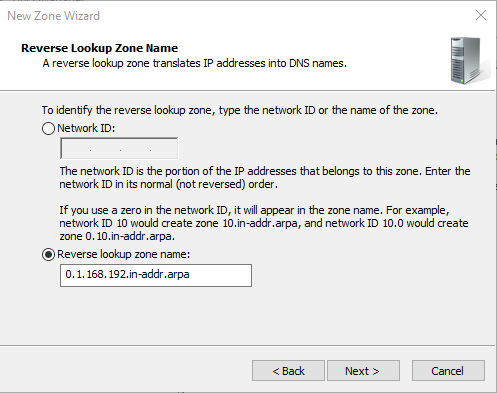 New Zone Wizard
Reverse Lookup Zone Name
A reverse lookup zone translates IP addresses into DNS names.
To identify the reverse lookup zone, type the network ID or the name of the zone.
Network ID:
. . .
The network ID is the portion of the IP addresses that belongs to this zone. Enter the
network ID in its normal (not reversed) order.
If you use a zero in the network ID, it will appear in the zone name. For example,
network ID 10 would create zone 10.in-addr.arpa, and network ID 10.0 would create
zone 0.10.in-addr.arpa.
Reverse lookup zone name:
0.1.168.192.in-addr.arpa
< Back
Next >
Cancel